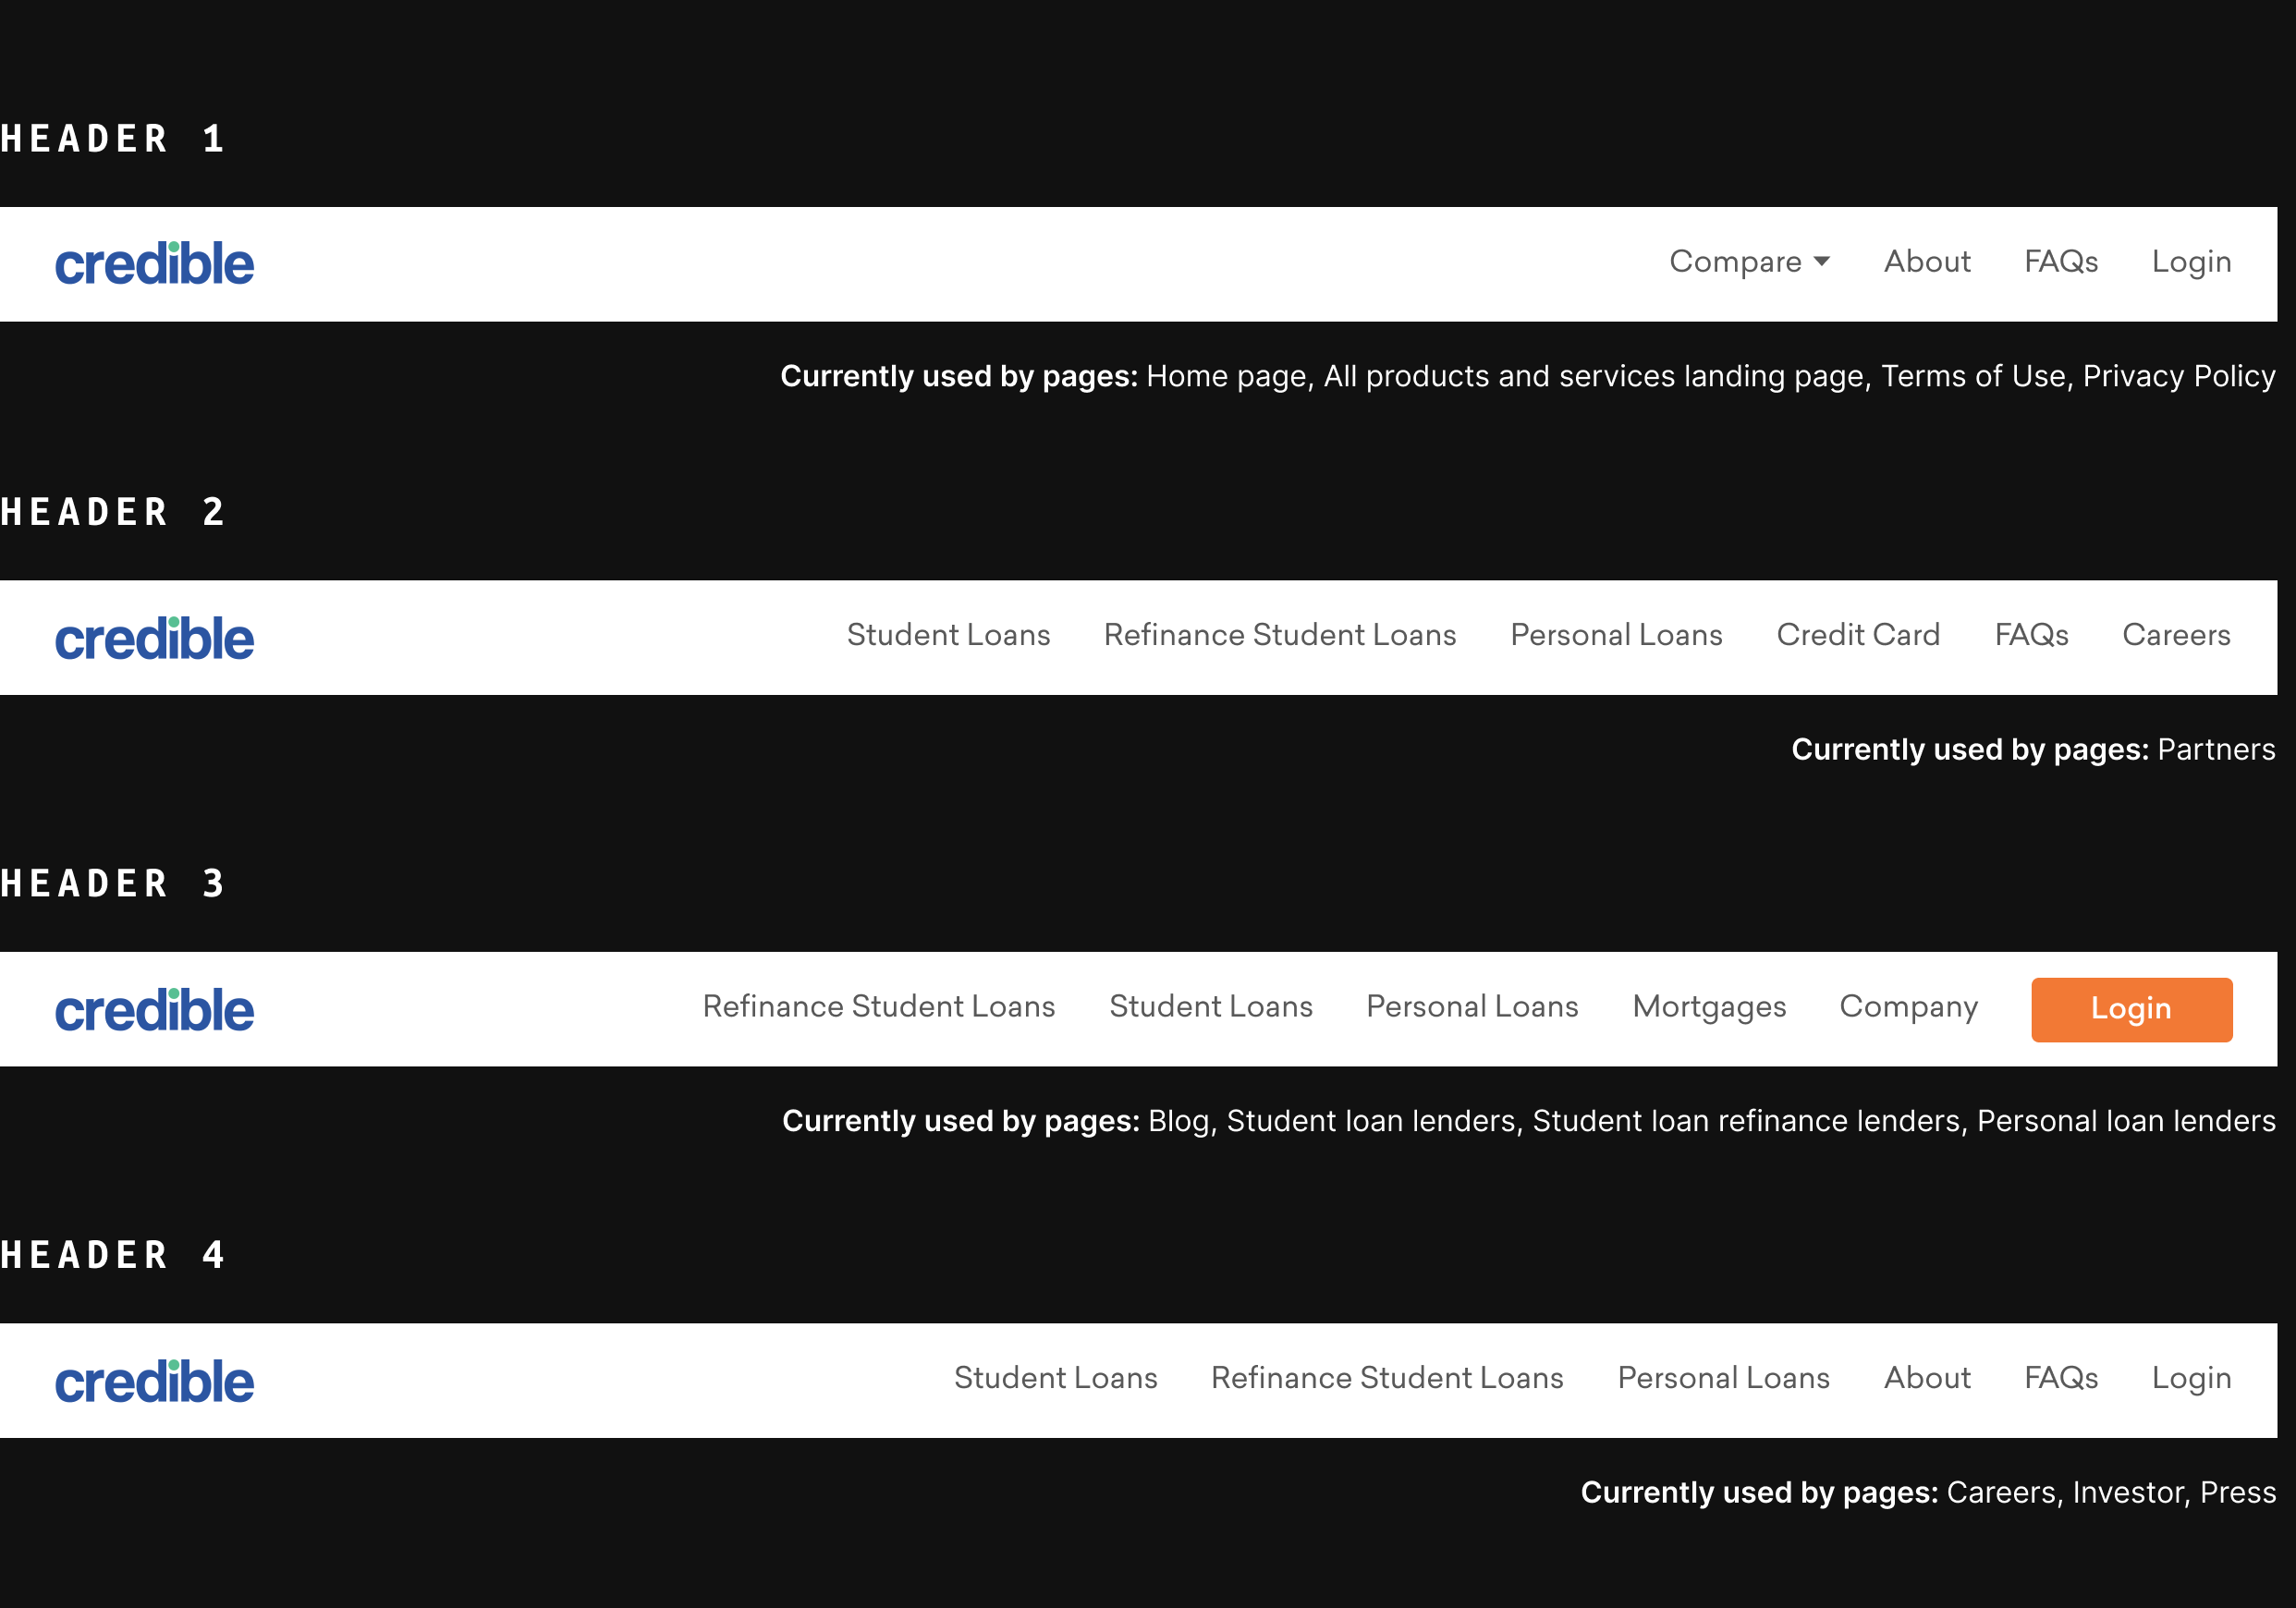 HEADER 1
credible Compare About FAQs Login
Currently used by pages: Home page, All products and services landing page, Terms of Use, Privacy Policy
HEADER 2
credible Student Loans Refinance Student Loans Personal Loans Credit Card FAQs Careers
Currently used by pages: Partners
HEADER 3
credible Refinance Student Loans Student Loans Personal Loans Mortgages Company Login
Currently used by pages: Blog, Student loan lenders, Student loan refinance lenders, Personal loan lenders
HEADER 4
credible Student Loans Refinance Student Loans Personal Loans About FAQs Login
Currently used by pages: Careers, Investor, Press